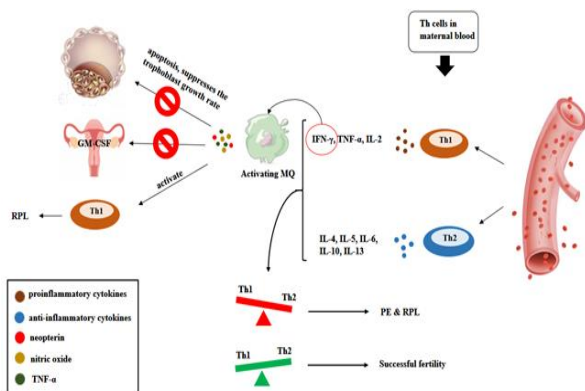 Th cells in
maternal blood
apoptosis, suppresses the
trophoblast growth rate
GM-CSF
activate
Th1
RPL
Activating MQ
IFN-γ, TNF-α, IL-2
Th1
IL-4, IL-5, IL-6,
IL-10, IL-13
Th2
Th1
Th2
PE & RPL
Th1
Th2
Successful fertility
proinflammatory cytokines
anti-inflammatory cytokines
neopterin
nitric oxide
TNF-α